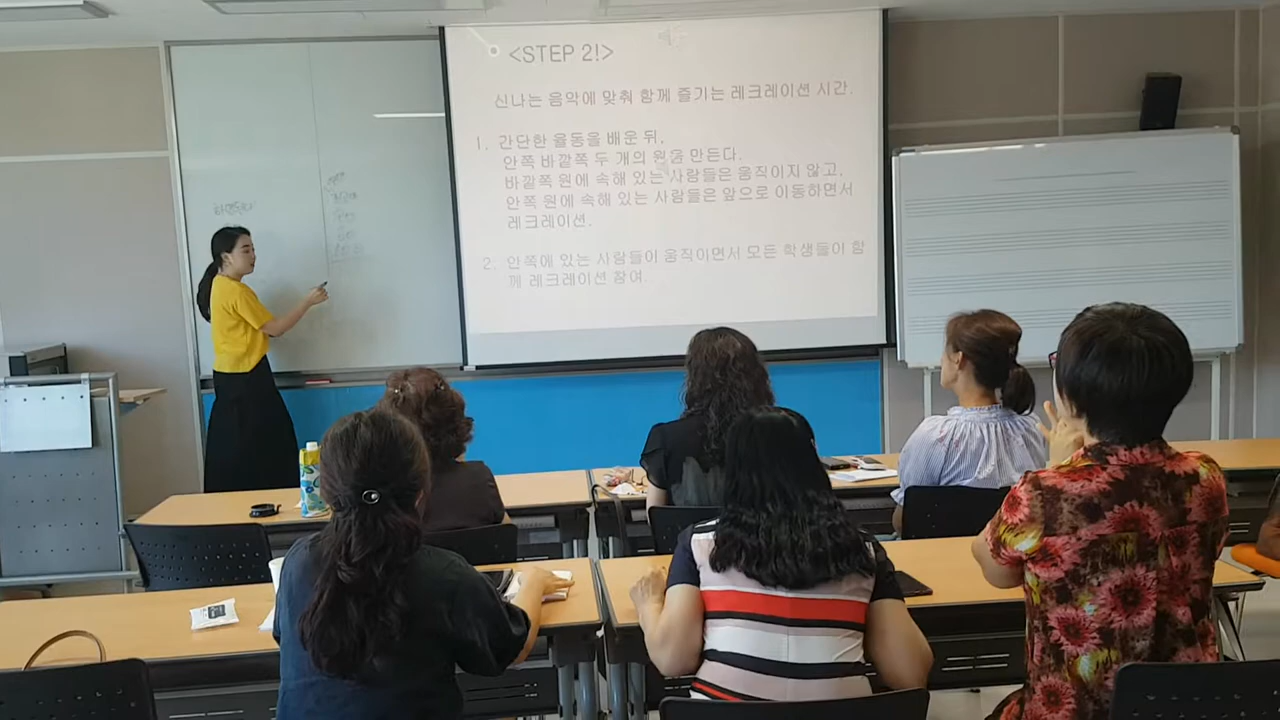 <STEP 2!>
신나는 음악에 맞춰 함께 즐기는 레크레이션 시간.
1. 간단한 율동을 배운 뒤,
안쪽 바깥쪽 두 개의 원을 만든다.
바깥쪽 원에 속해 있는 사람들은 움직이지 않고,
안쪽 원에 속해 있는 사람들은 앞으로 이동하면서
레크레이션.
2. 안쪽에 있는 사람들이 움직이면서 모든 학생들이 함
께 레크레이션 참여.